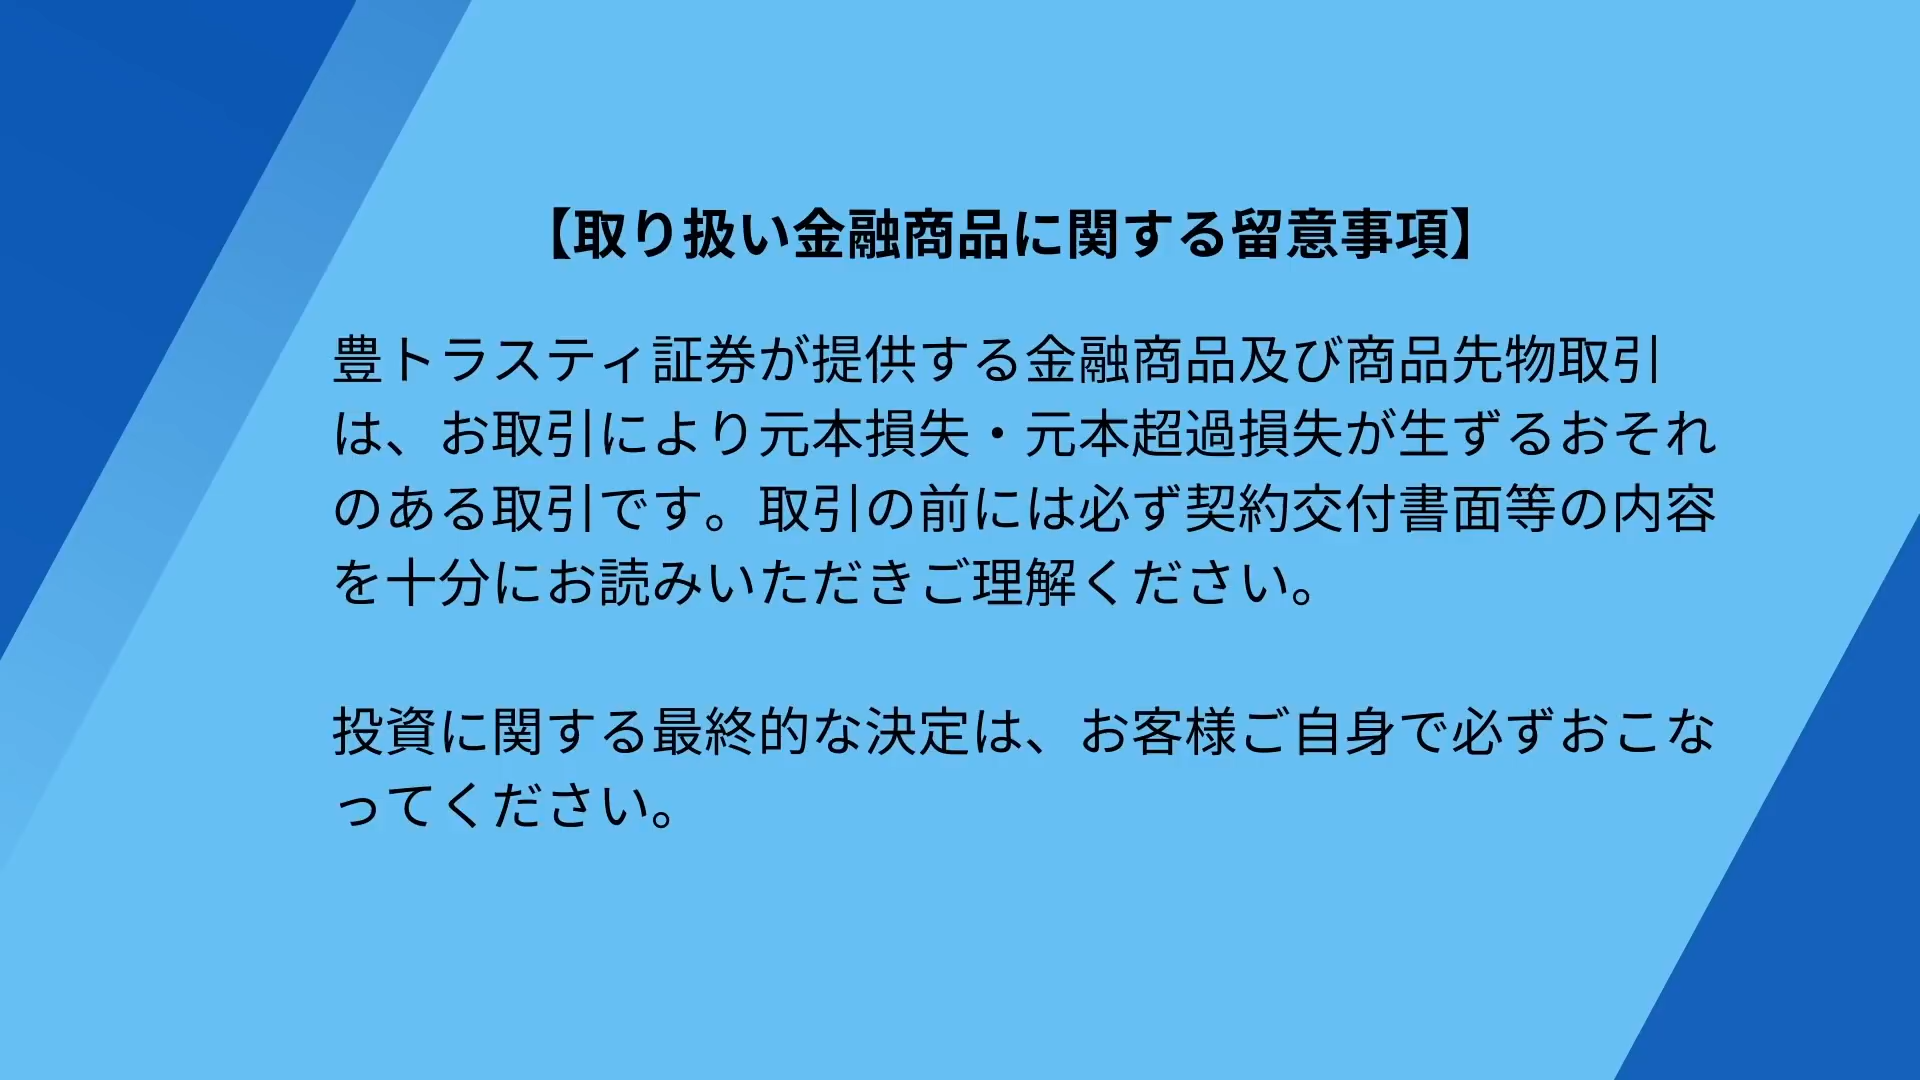 【取り扱い金融商品に関する留意事項】
豊トラスティ証券が提供する金融商品及び商品先物取引
は、お取引により元本損失・元本超過損失が生ずるおそれ
のある取引です。取引の前には必ず契約交付書面等の内容
を十分にお読みいただきご理解ください。
投資に関する最終的な決定は、お客様ご自身で必ずおこな
ってください。